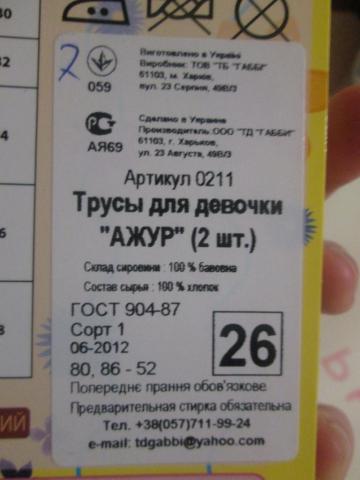 7
059
Виготовлено в Україні
Виробник: ТОВ "ТБ "ГАББІ"
61103, м. Харків,
вул. 23 Серпня, 49В/3
АЯ69
Сделано в Украине
Производитель:ООО "ТД "ГАББИ"
61103, г. Харьков,
ул. 23 Августа, 49В/3
Артикул 0211
Трусы для девочки
"АЖУР" (2 шт.)
Склад сировини : 100 % бавовна
Состав сырья : 100 % хлопок
ГОСТ 904-87
Сорт 1
06-2012
80, 86 - 52
26
Попереднє прання обов'язкове
Предварительная стирка обязательна
Тел. +38(057)711-99-24
e-mail: tdgabbi@yahoo.com